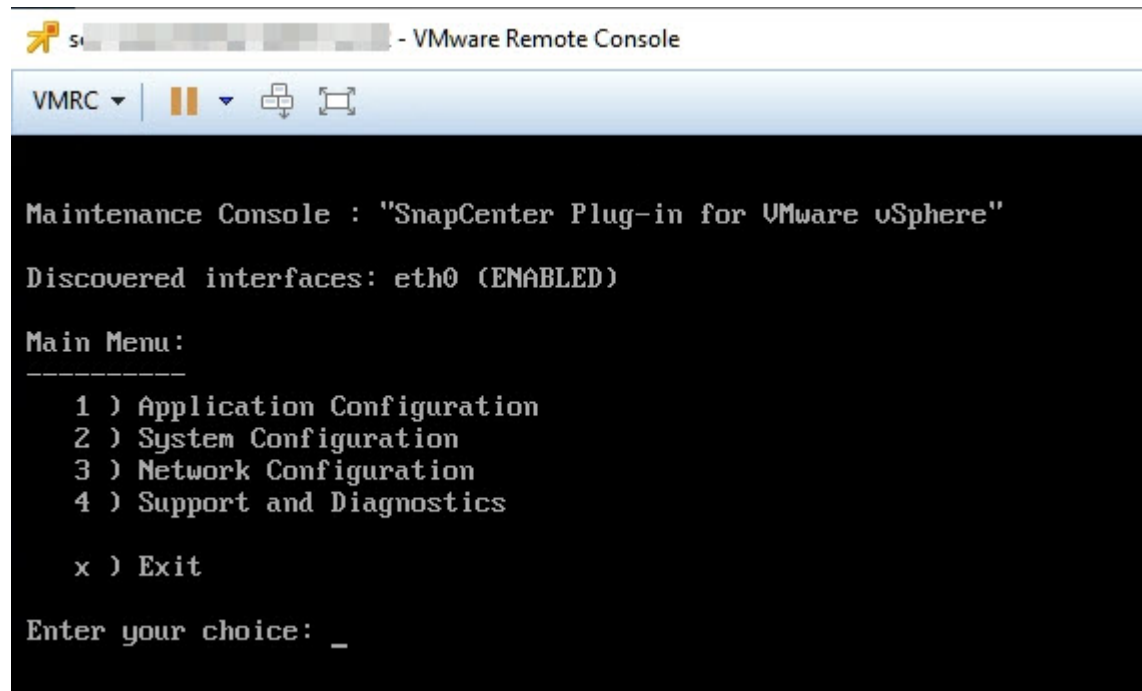 - VMware Remote Console
VMRC
Maintenance Console : "SnapCenter Plug-in for VMware vSphere"
Discovered interfaces: eth0 (ENABLED)
Main Menu:
----------
1 ) Application Configuration
2 ) System Configuration
3 ) Network Configuration
4 ) Support and Diagnostics
x ) Exit
Enter your choice: _